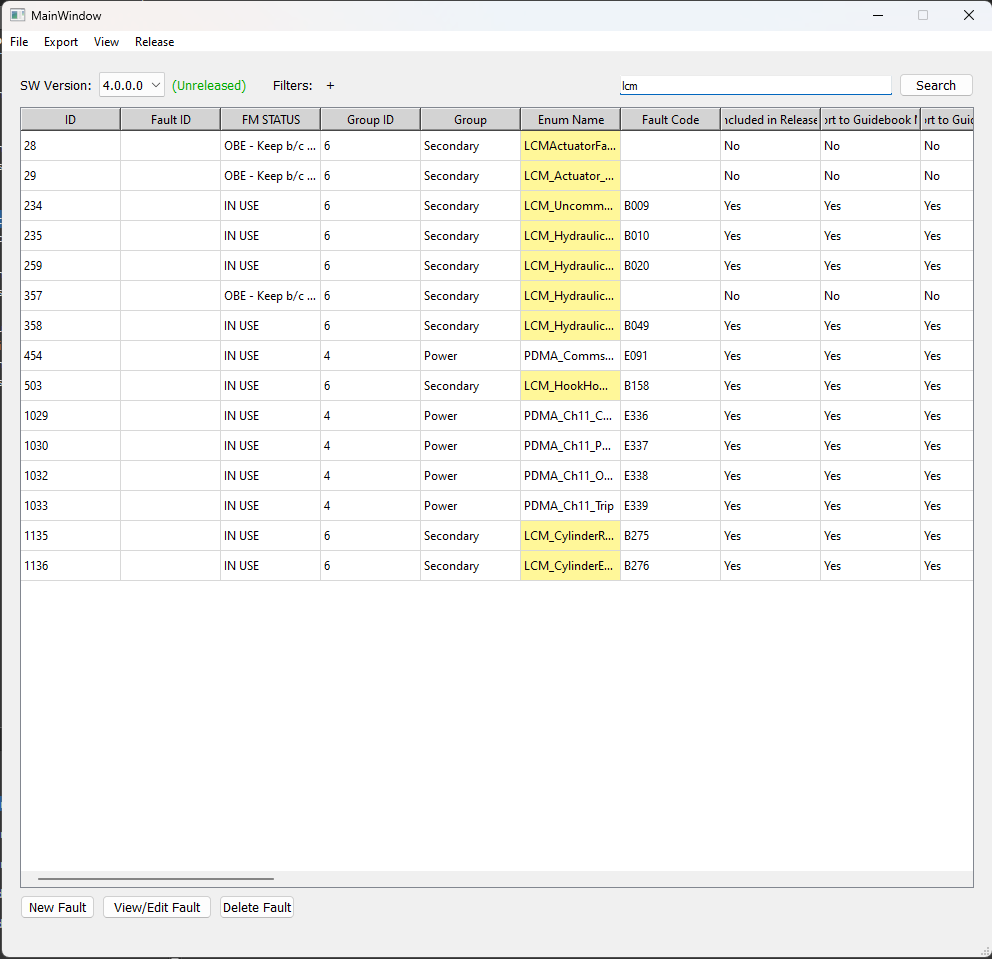 MainWindow
File Export View Release
SW Version: 4.0.0.0 (Unreleased) Filters: + lcm Search
ID Fault ID FM STATUS Group ID Group Enum Name Fault Code ncluded in Release ort to Guidebook ort to Guid
28 OBE - Keep b/c ... 6 Secondary LCMActuatorFa... No No No
29 OBE - Keep b/c ... 6 Secondary LCM_Actuator_... No No No
234 IN USE 6 Secondary LCM_Uncomm... B009 Yes Yes Yes
235 IN USE 6 Secondary LCM_Hydraulic... B010 Yes Yes Yes
259 IN USE 6 Secondary LCM_Hydraulic... B020 Yes Yes Yes
357 OBE - Keep b/c ... 6 Secondary LCM_Hydraulic... No No No
358 IN USE 6 Secondary LCM_Hydraulic... B049 Yes Yes Yes
454 IN USE 4 Power PDMA_Comms... E091 Yes Yes Yes
503 IN USE 6 Secondary LCM_HookHo... B158 Yes Yes Yes
1029 IN USE 4 Power PDMA_Ch11_C... E336 Yes Yes Yes
1030 IN USE 4 Power PDMA_Ch11_P... E337 Yes Yes Yes
1032 IN USE 4 Power PDMA_Ch11_O... E338 Yes Yes Yes
1033 IN USE 4 Power PDMA_Ch11_Trip E339 Yes Yes Yes
1135 IN USE 6 Secondary LCM_CylinderR... B275 Yes Yes Yes
1136 IN USE 6 Secondary LCM_CylinderE... B276 Yes Yes Yes
New Fault View/Edit Fault Delete Fault